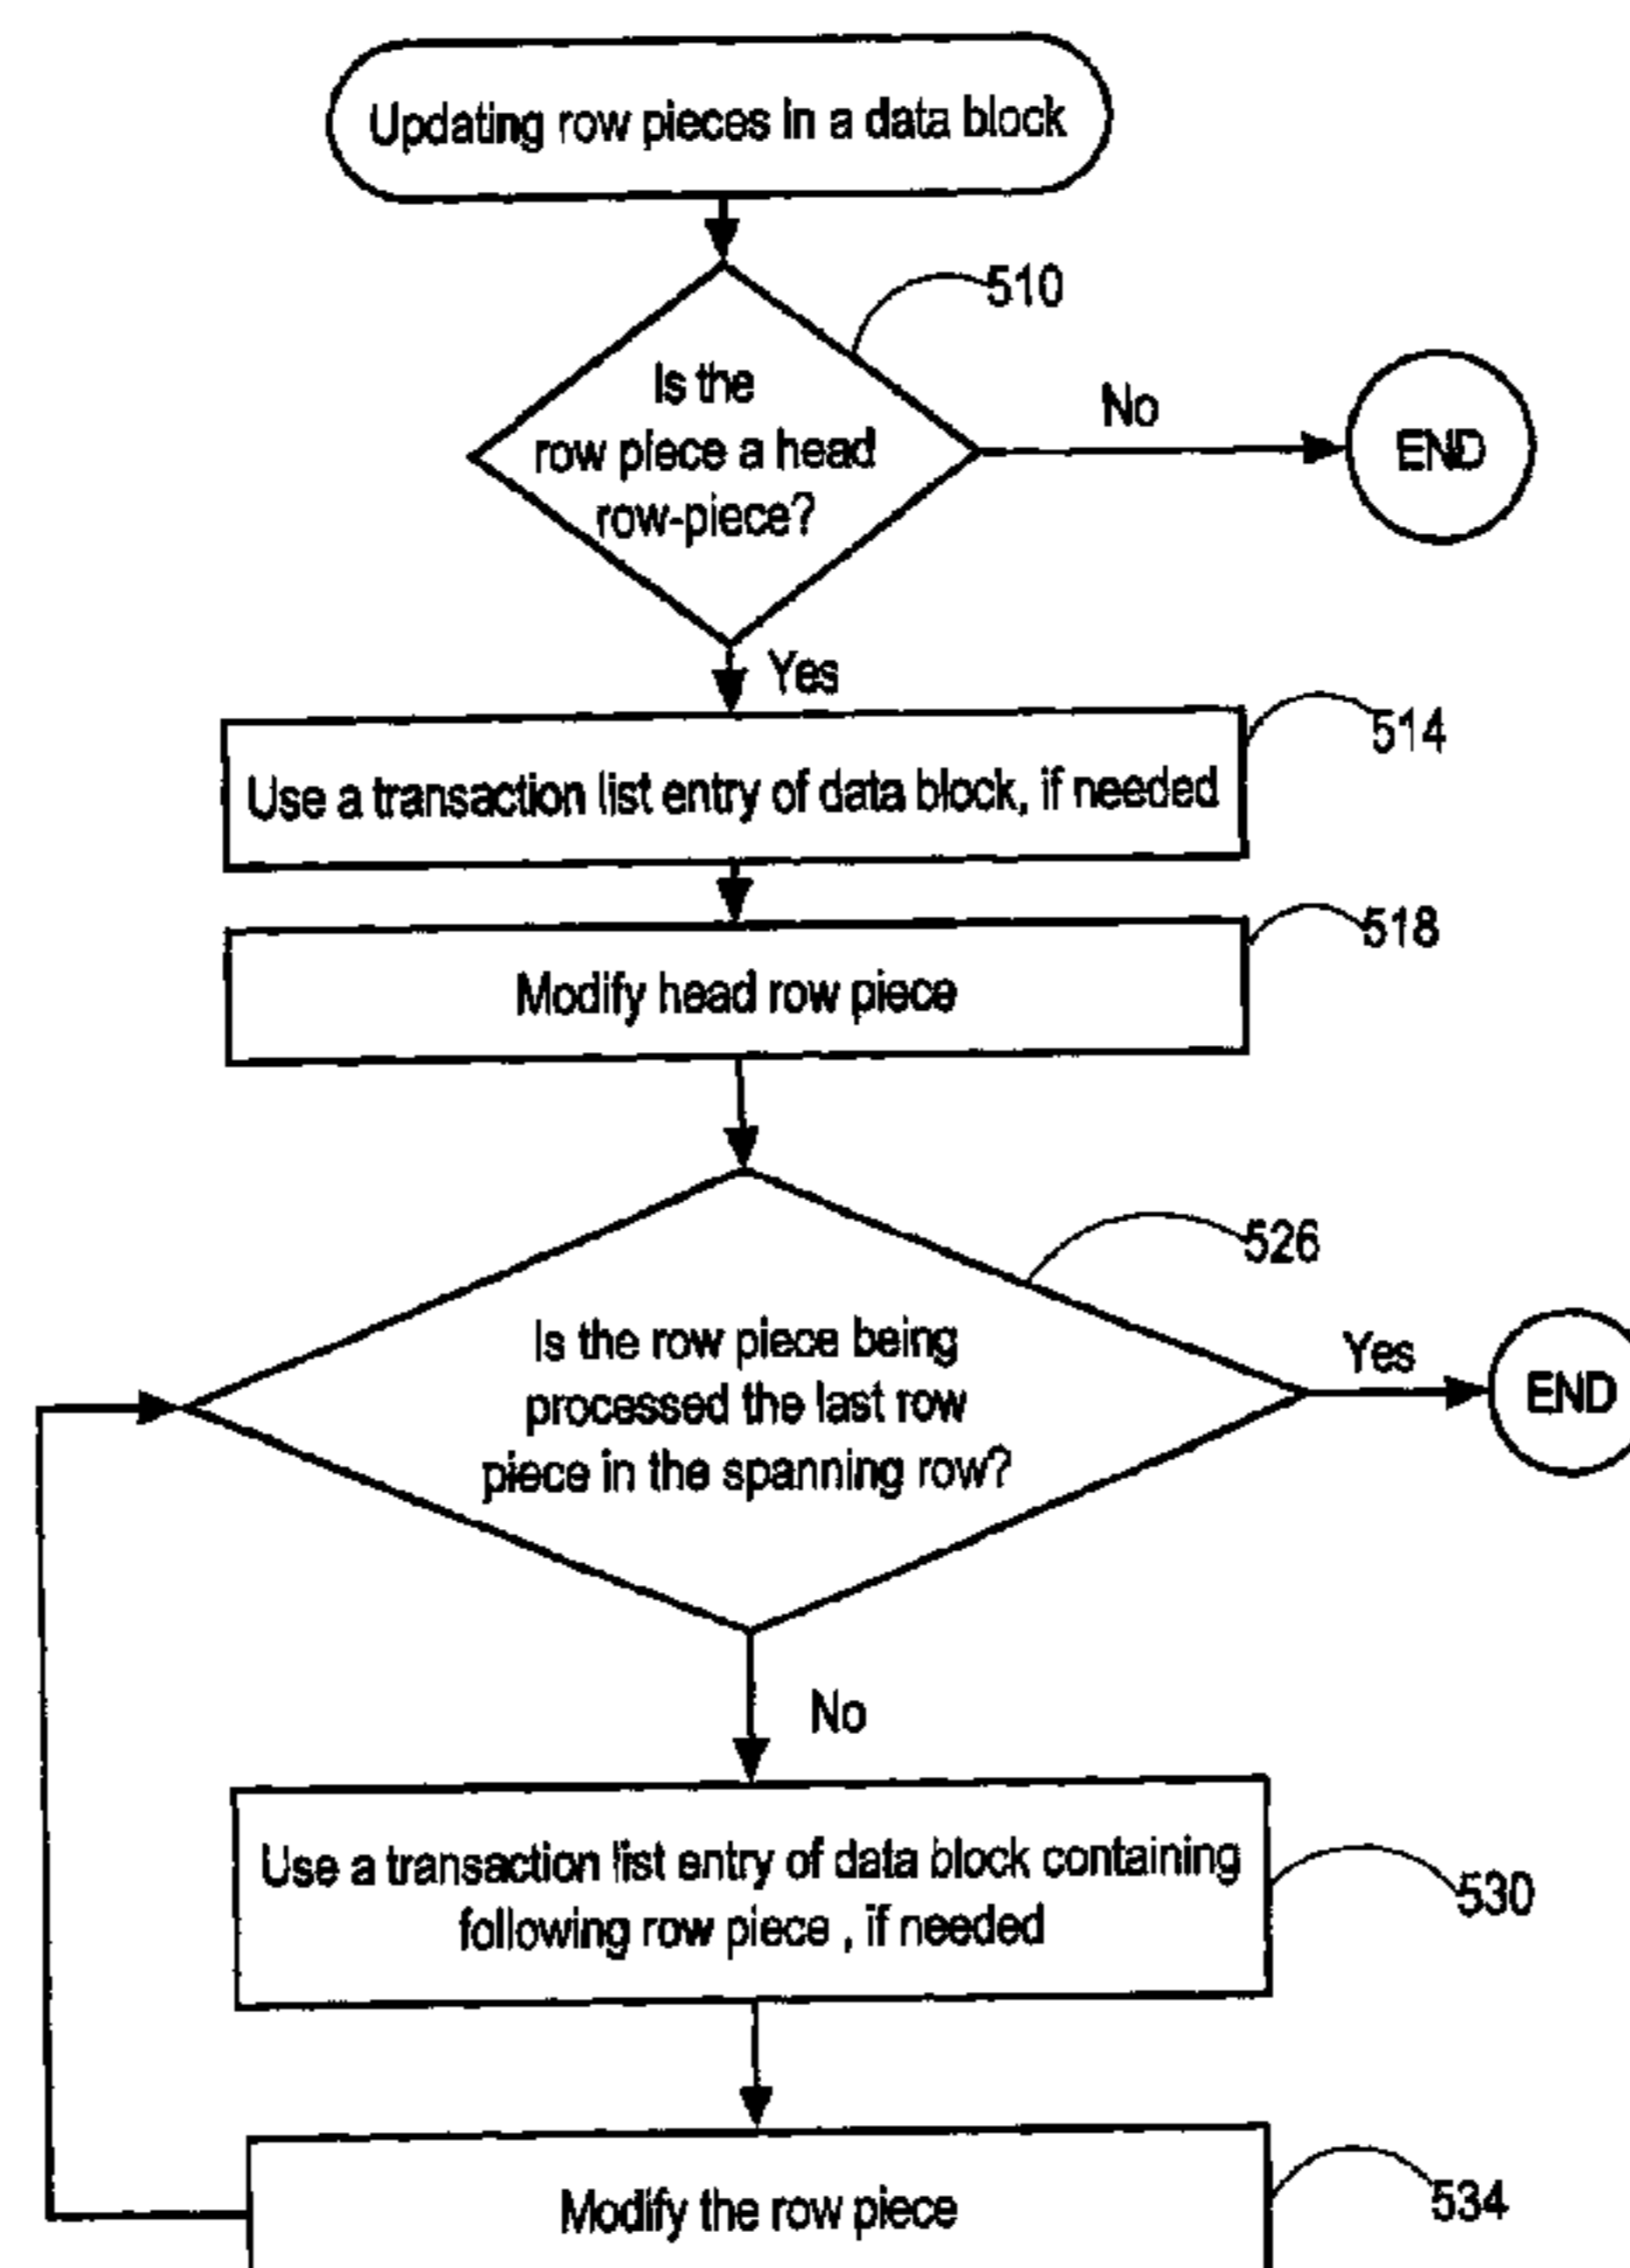 Updating row pieces in a data block
510
Is the
row piece a head
row-piece?
No
END
Yes
514
Use a transaction list entry of data block, if needed
518
Modify head row piece
526
Is the row piece being
processed the last row
piece in the spanning row?
Yes
END
No
Use a transaction list entry of data block containing
following row piece , if needed
530
Modify the row piece
534